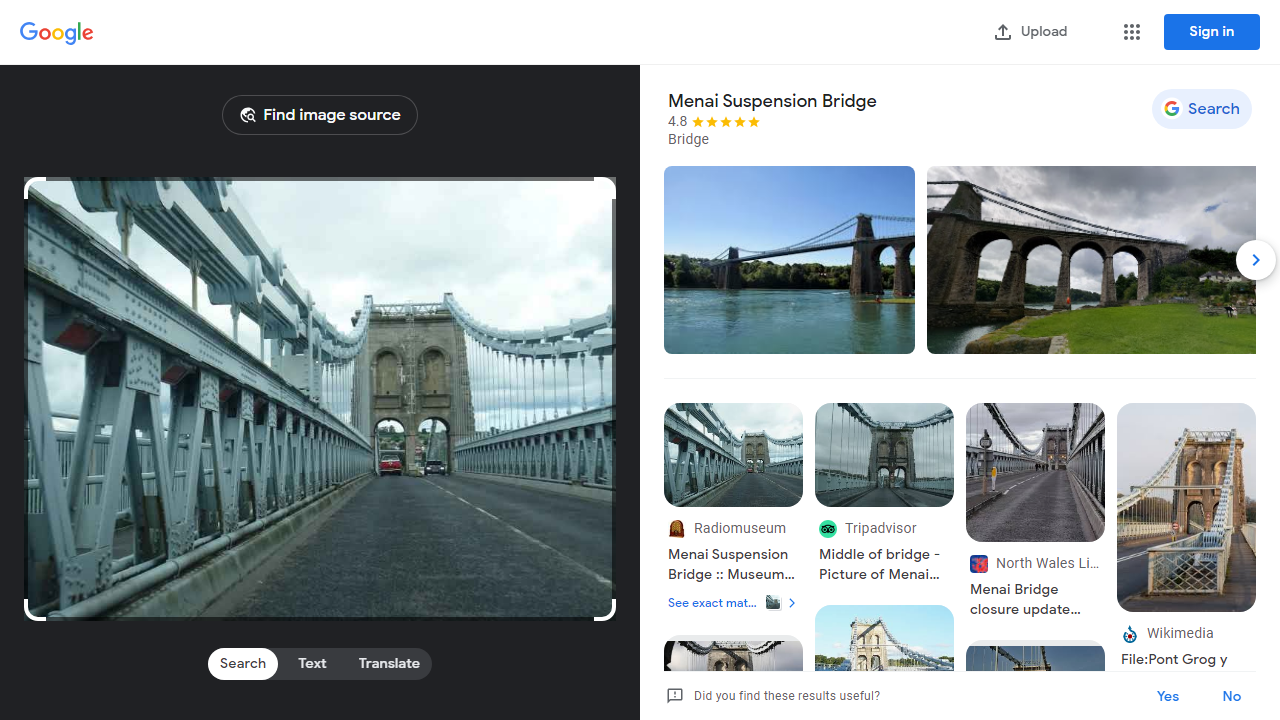 Google
Upload
Sign in
Find image source
Menai Suspension Bridge
4.8
Bridge
Search
Radiomuseum
Menai Suspension
Bridge :: Museum...
See exact mat...
Tripadvisor
Middle of bridge -
Picture of Menai...
North Wales Li...
Menai Bridge
closure update...
Wikimedia
File:Pont Grog y
Search
Text
Translate
Did you find these results useful?
Yes
No